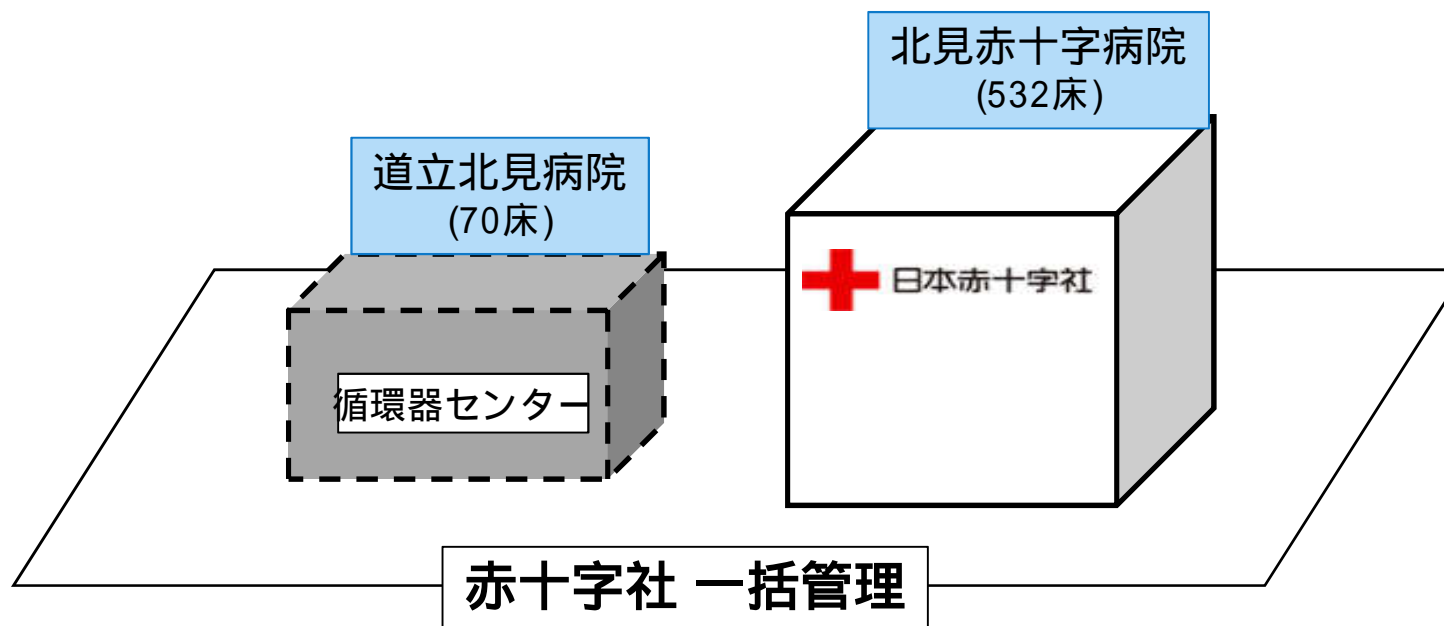 北見赤十字病院
(532床)
道立北見病院
(70床)
日本赤十字社
循環器センター
赤十字社 一括管理